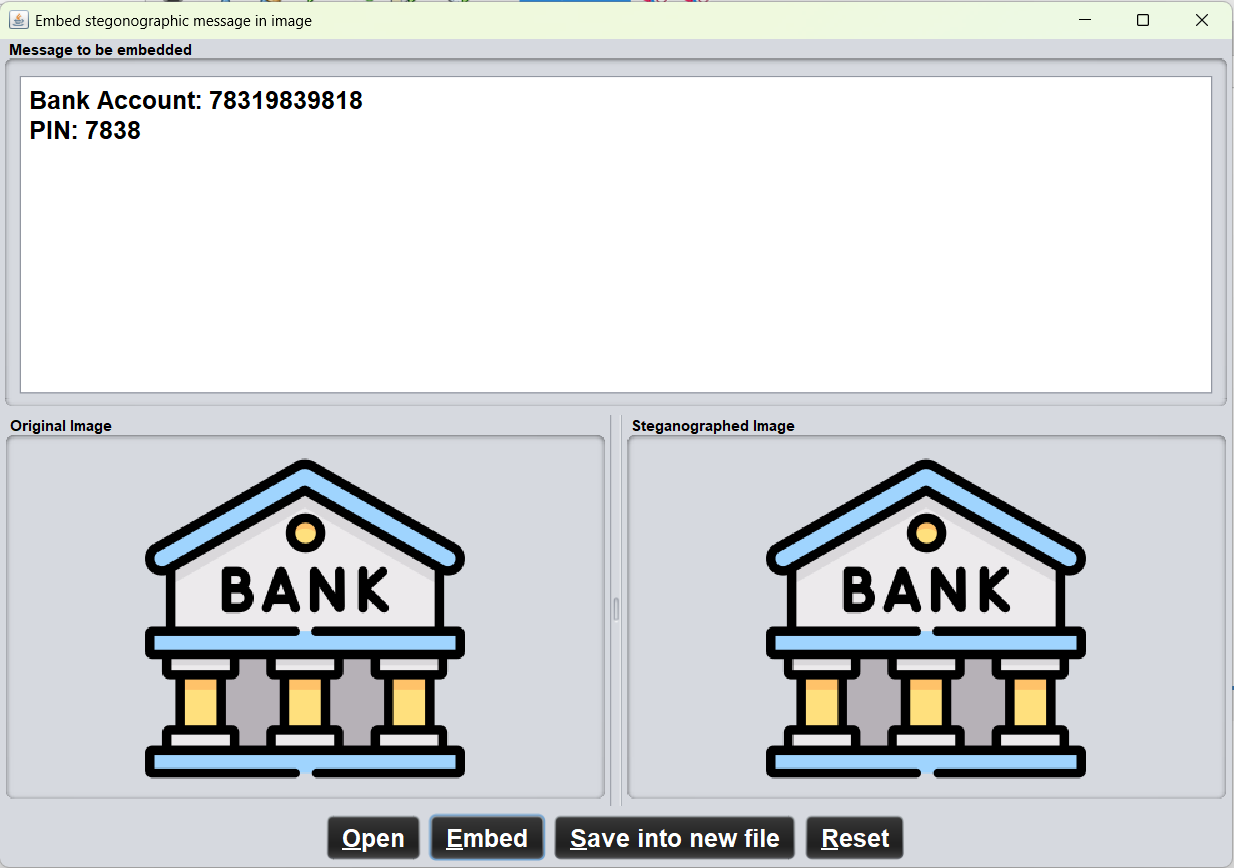 Embed stegonographic message in image
Message to be embedded
Bank Account: 78319839818
PIN: 7838
Original Image
Steganographed Image
BANK
BANK
Open
Embed
Save into new file
Reset